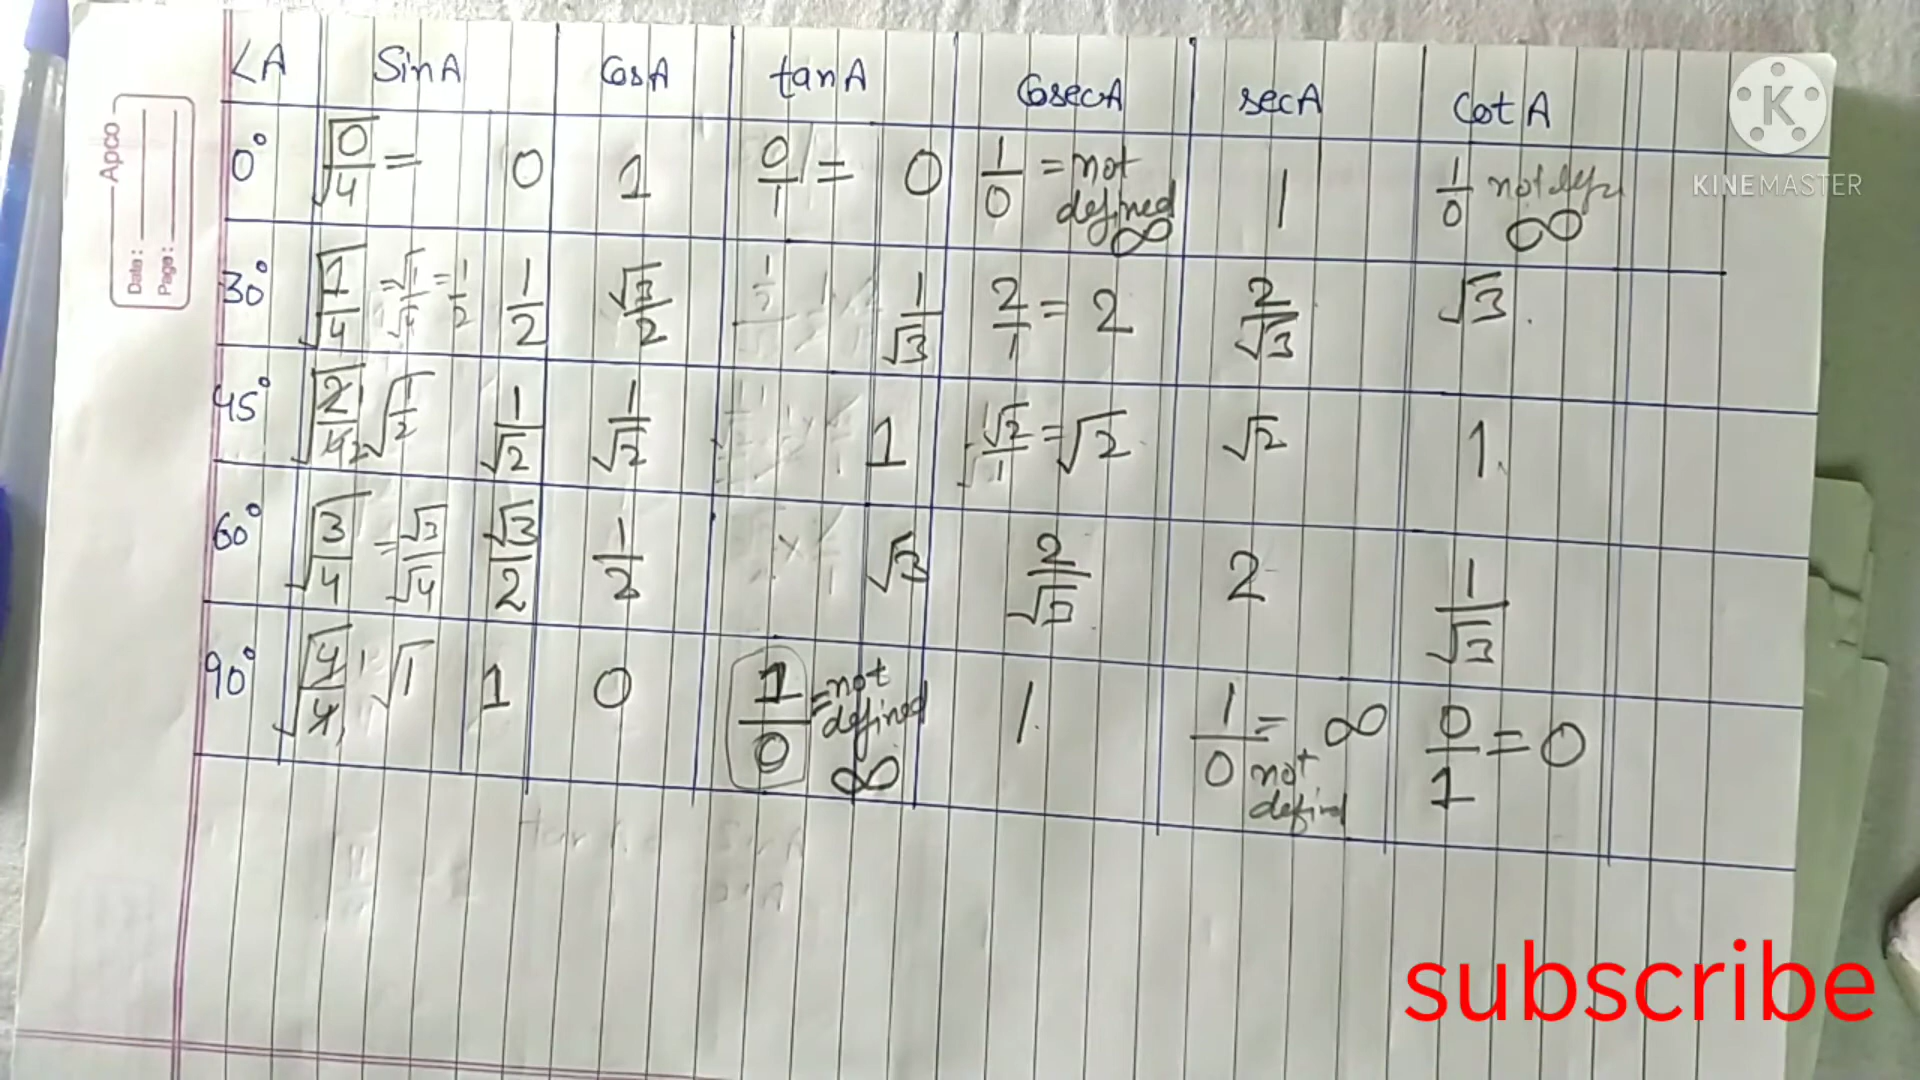 ∠A SinA CosA tanA CosecA secA Cot A
0° √(0/4) = 0 1 0/1 = 0 1/0 = not defined ∞ 1 1/0 ∞
30° √(1/4) = √1/√4 = 1/2 1/2 √3/2 1/√3 2/1 = 2 2/√3 √3
45° √(2/4) 2 √(1/2) 1/√2 1/√2 1 √2/1 = √2 √2 1
60° √(3/4) = √3/√4 √3/2 1/2 √3 2/√3 2 1/√3
90° √(4/4) 1 √1 1 0 1/0 = not defined ∞ 1 1/0 = ∞ not 0/1 = 0
Apco
Date:
Page:
K
KINEMASTER
subscribe